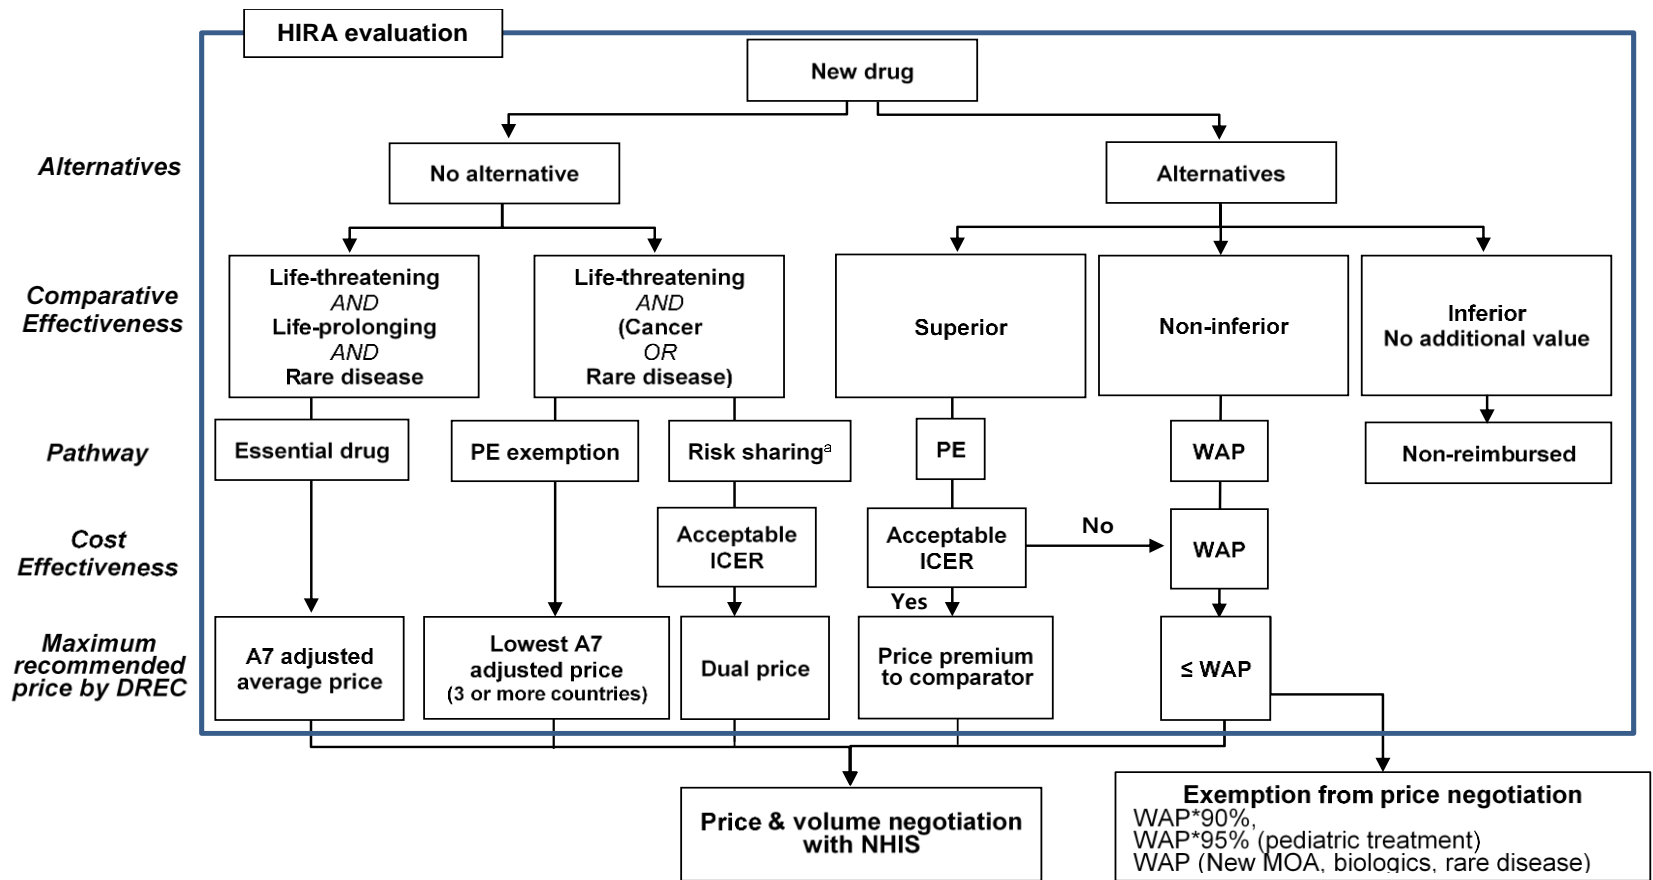 HIRA evaluation
New drug
Alternatives
No alternative
Alternatives
Comparative
Effectiveness
Life-threatening
AND
Life-prolonging
AND
Rare disease
Life-threatening
AND
(Cancer
OR
Rare disease)
Superior
Non-inferior
Inferior
No additional value
Pathway
Essential drug
PE exemption
Risk sharingᵃ
PE
WAP
Non-reimbursed
Cost
Effectiveness
Acceptable
ICER
Acceptable
ICER
No
WAP
Yes
Maximum
recommended
price by DREC
A7 adjusted
average price
Lowest A7
adjusted price
(3 or more countries)
Dual price
Price premium
to comparator
≤ WAP
Price & volume negotiation
with NHIS
Exemption from price negotiation
WAP*90%,
WAP*95% (pediatric treatment)
WAP (New MOA, biologics, rare disease)